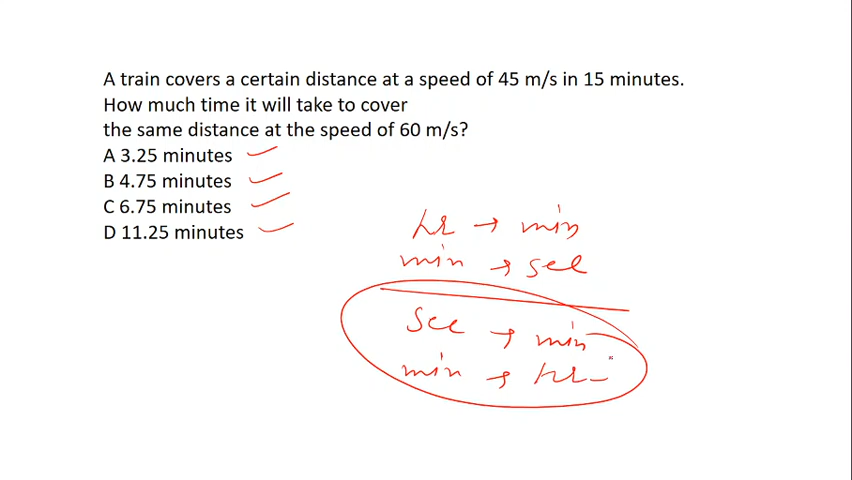 A train covers a certain distance at a speed of 45 m/s in 15 minutes.
How much time it will take to cover
the same distance at the speed of 60 m/s?
A 3.25 minutes
B 4.75 minutes
C 6.75 minutes
D 11.25 minutes
hr → min
min → sec
Sec → min
min → hr